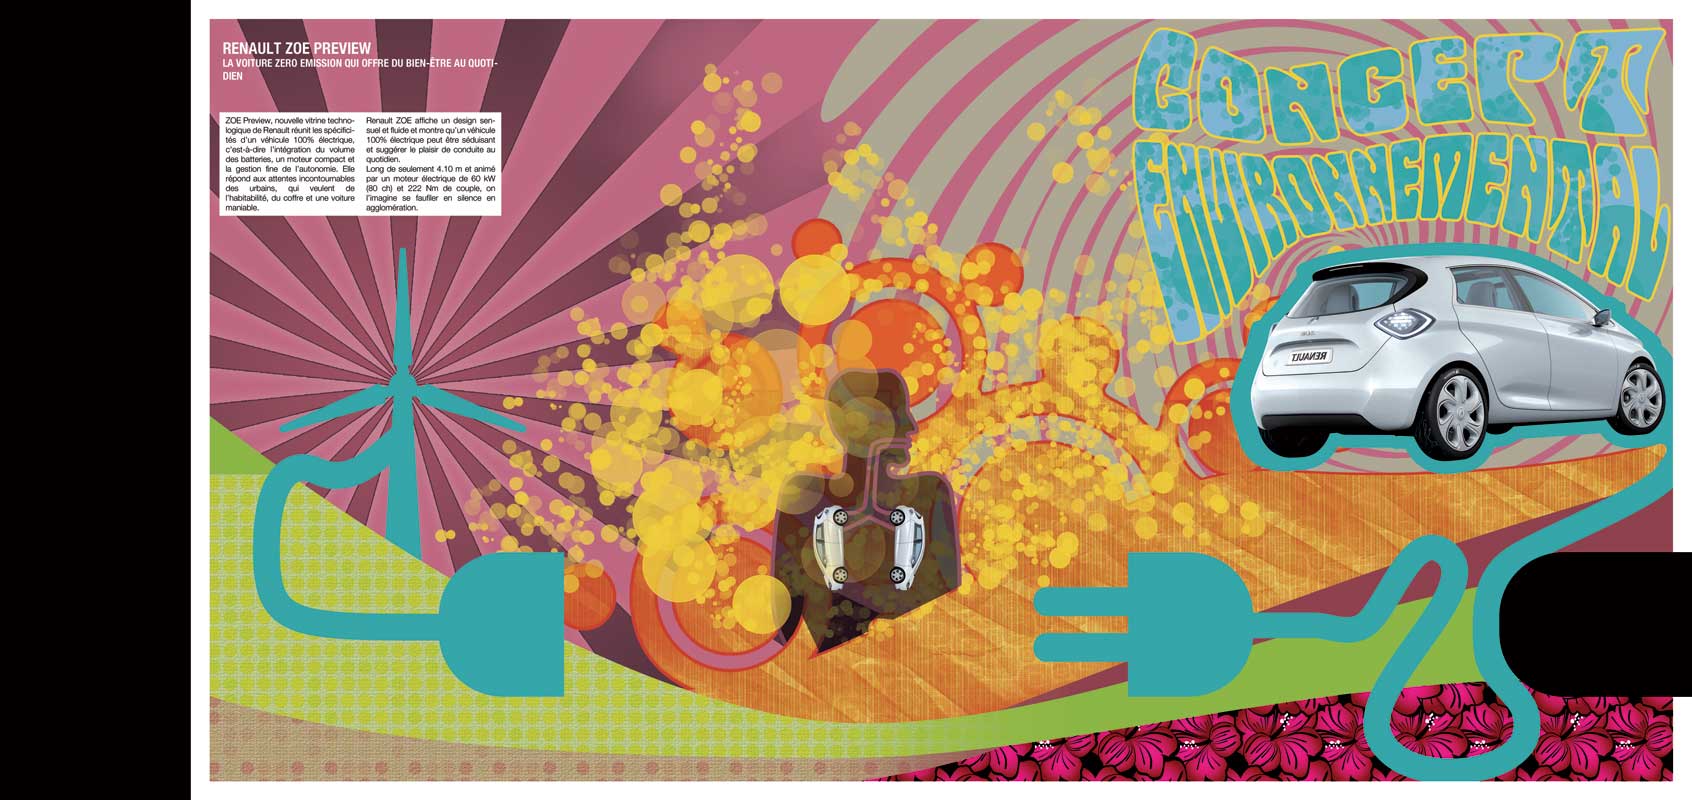 RENAULT ZOE PREVIEW
LA VOITURE ZERO EMISSION QUI OFFRE DU BIEN-ÊTRE AU QUOTI-
DIEN
ZOE Preview, nouvelle vitrine techno-
logique de Renault réunit les spécifici-
tés d'un véhicule 100% électrique,
c'est-à-dire l'intégration du volume
des batteries, un moteur compact et
la gestion fine de l'autonomie. Elle
répond aux attentes incontournables
des urbains, qui veulent de
l'habitabilité, du coffre et une voiture
maniable.
Renault ZOE affiche un design sen-
suel et fluide et montre qu'un véhicule
100% électrique peut être séduisant
et suggérer le plaisir de conduite au
quotidien.
Long de seulement 4.10 m et animé
par un moteur électrique de 60 kW
(80 ch) et 222 Nm de couple, on
l'imagine se faufiler en silence en
agglomération.
CONCEPT
ENVIRONNEMENTAL
ZOE
RENAULT